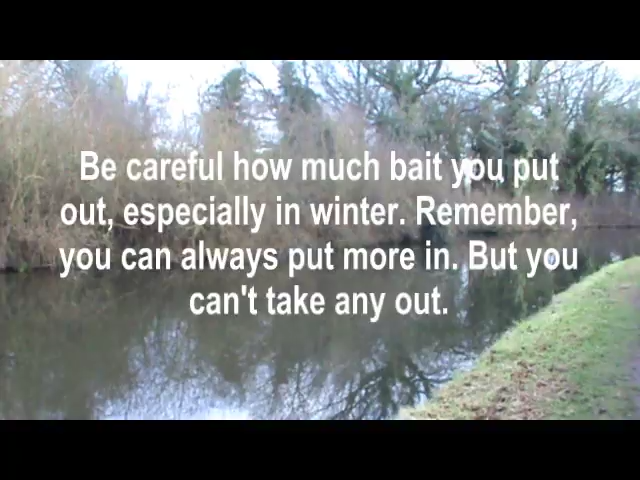 Be careful how much bait you put
out, especially in winter. Remember,
you can always put more in. But you
can't take any out.